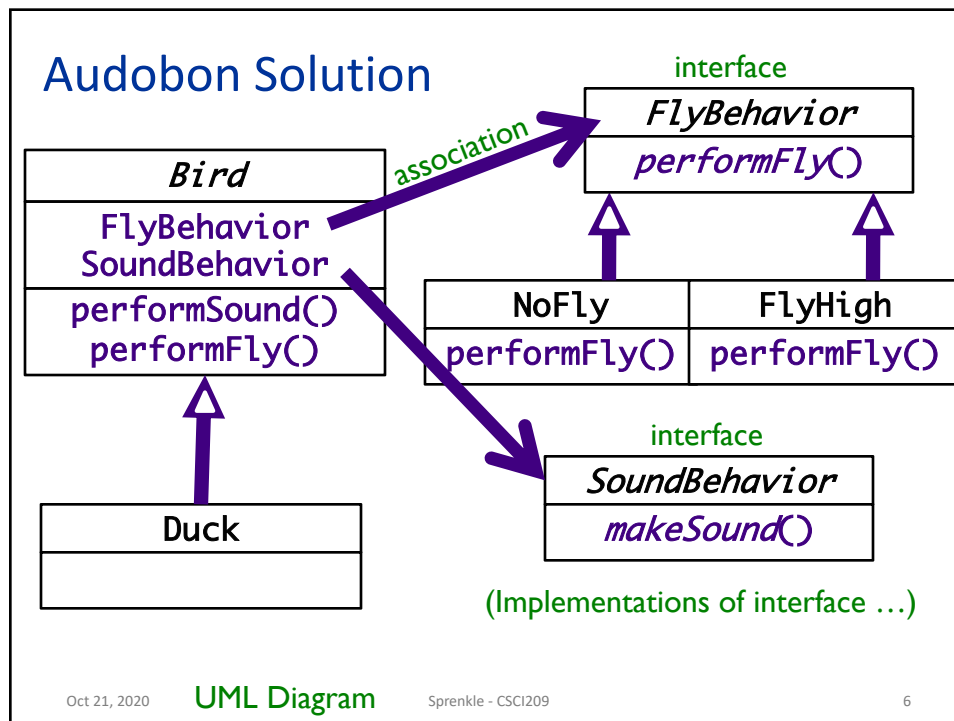 Audobon Solution
interface
FlyBehavior
performFly()
association
Bird
FlyBehavior
SoundBehavior
performSound()
performFly()
NoFly
performFly()
FlyHigh
performFly()
interface
SoundBehavior
makeSound()
Duck
(Implementations of interface …)
Oct 21, 2020
UML Diagram
Sprenkle - CSCI209
6